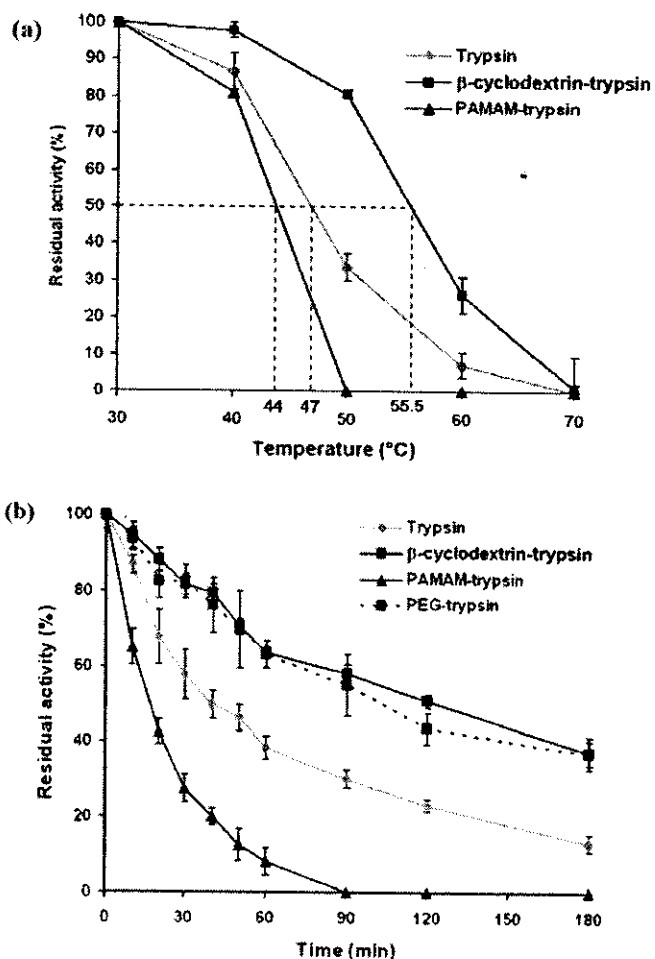 (a)
100
90
80
70
60
50
40
30
20
10
0
Residual activity (%)
Trypsin
β-cyclodextrin-trypsin
PAMAM-trypsin
44 47 55.5
30 40 50 60 70
Temperature (°C)
(b)
100
80
60
40
20
0
Residual activity (%)
Trypsin
β-cyclodextrin-trypsin
PAMAM-trypsin
PEG-trypsin
0 30 60 90 120 150 180
Time (min)